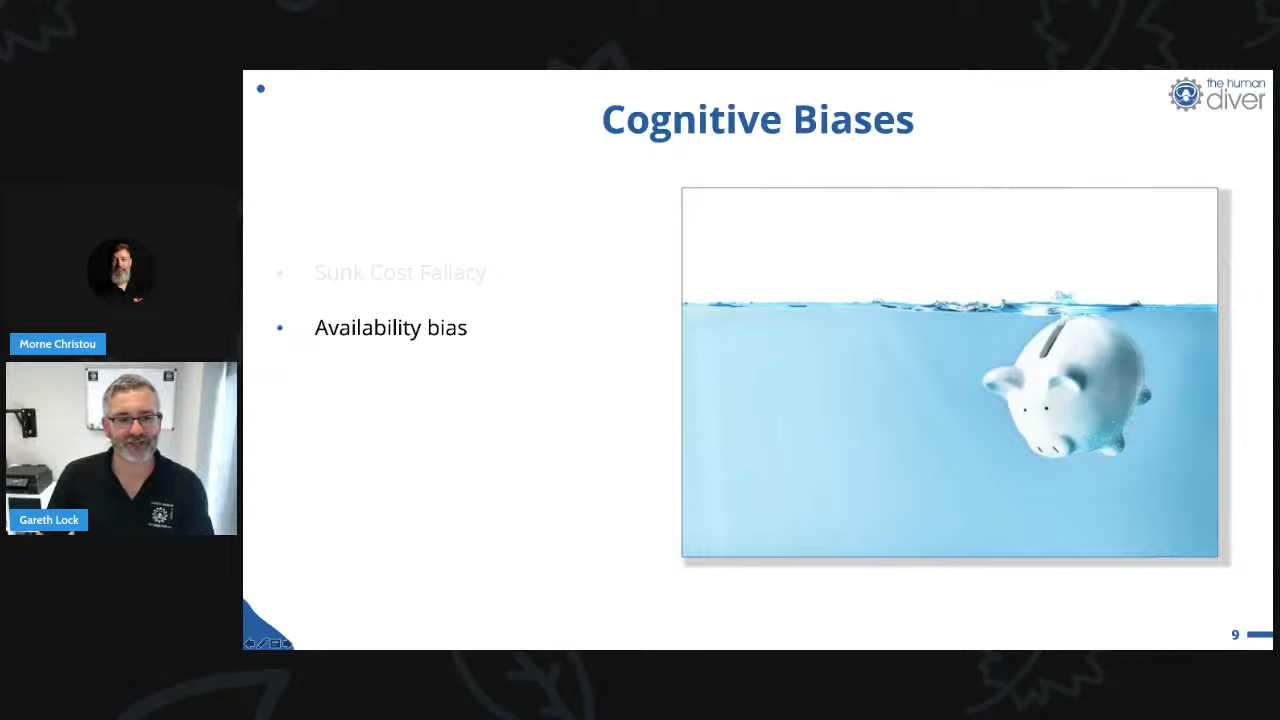 the human
diver
Cognitive Biases
Sunk Cost Fallacy
Availability bias
Morne Christou
Gareth Lock
9